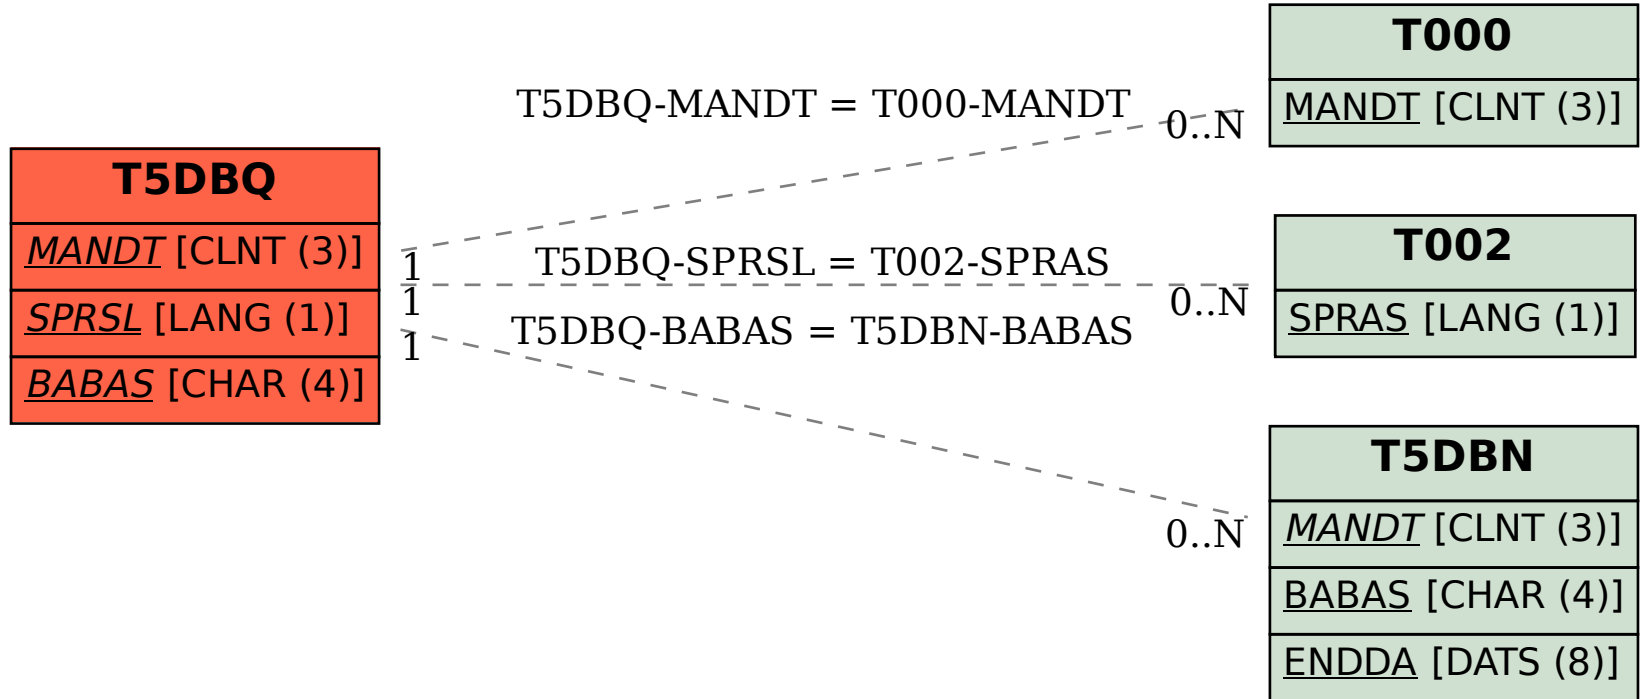 T5DBQ
MANDT [CLNT (3)]
SPRSL [LANG (1)]
BABAS [CHAR (4)]
T5DBQ-MANDT = T000-MANDT
0..N
1
T5DBQ-SPRSL = T002-SPRAS
0..N
1
T5DBQ-BABAS = T5DBN-BABAS
0..N
1
T000
MANDT [CLNT (3)]
T002
SPRAS [LANG (1)]
T5DBN
MANDT [CLNT (3)]
BABAS [CHAR (4)]
ENDDA [DATS (8)]